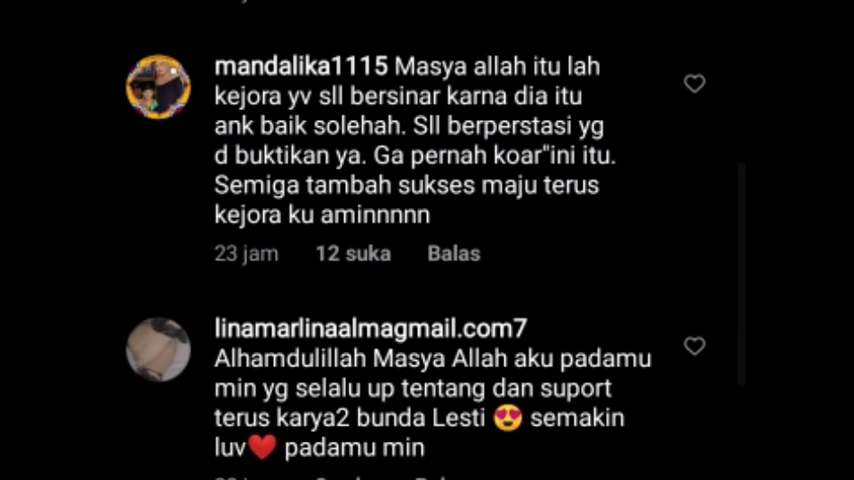 mandalika1115 Masya allah itu lah
kejora yv sll bersinar karna dia itu
ank baik solehah. Sll berperstasi yg
d buktikan ya. Ga pernah koar"ini itu.
Semiga tambah sukses maju terus
kejora ku aminnnnn
23 jam 12 suka Balas
linamarlinaalmagmail.com7
Alhamdulillah Masya Allah aku padamu
min yg selalu up tentang dan suport
terus karya2 bunda Lesti 😍 semakin
luv❤️ padamu min